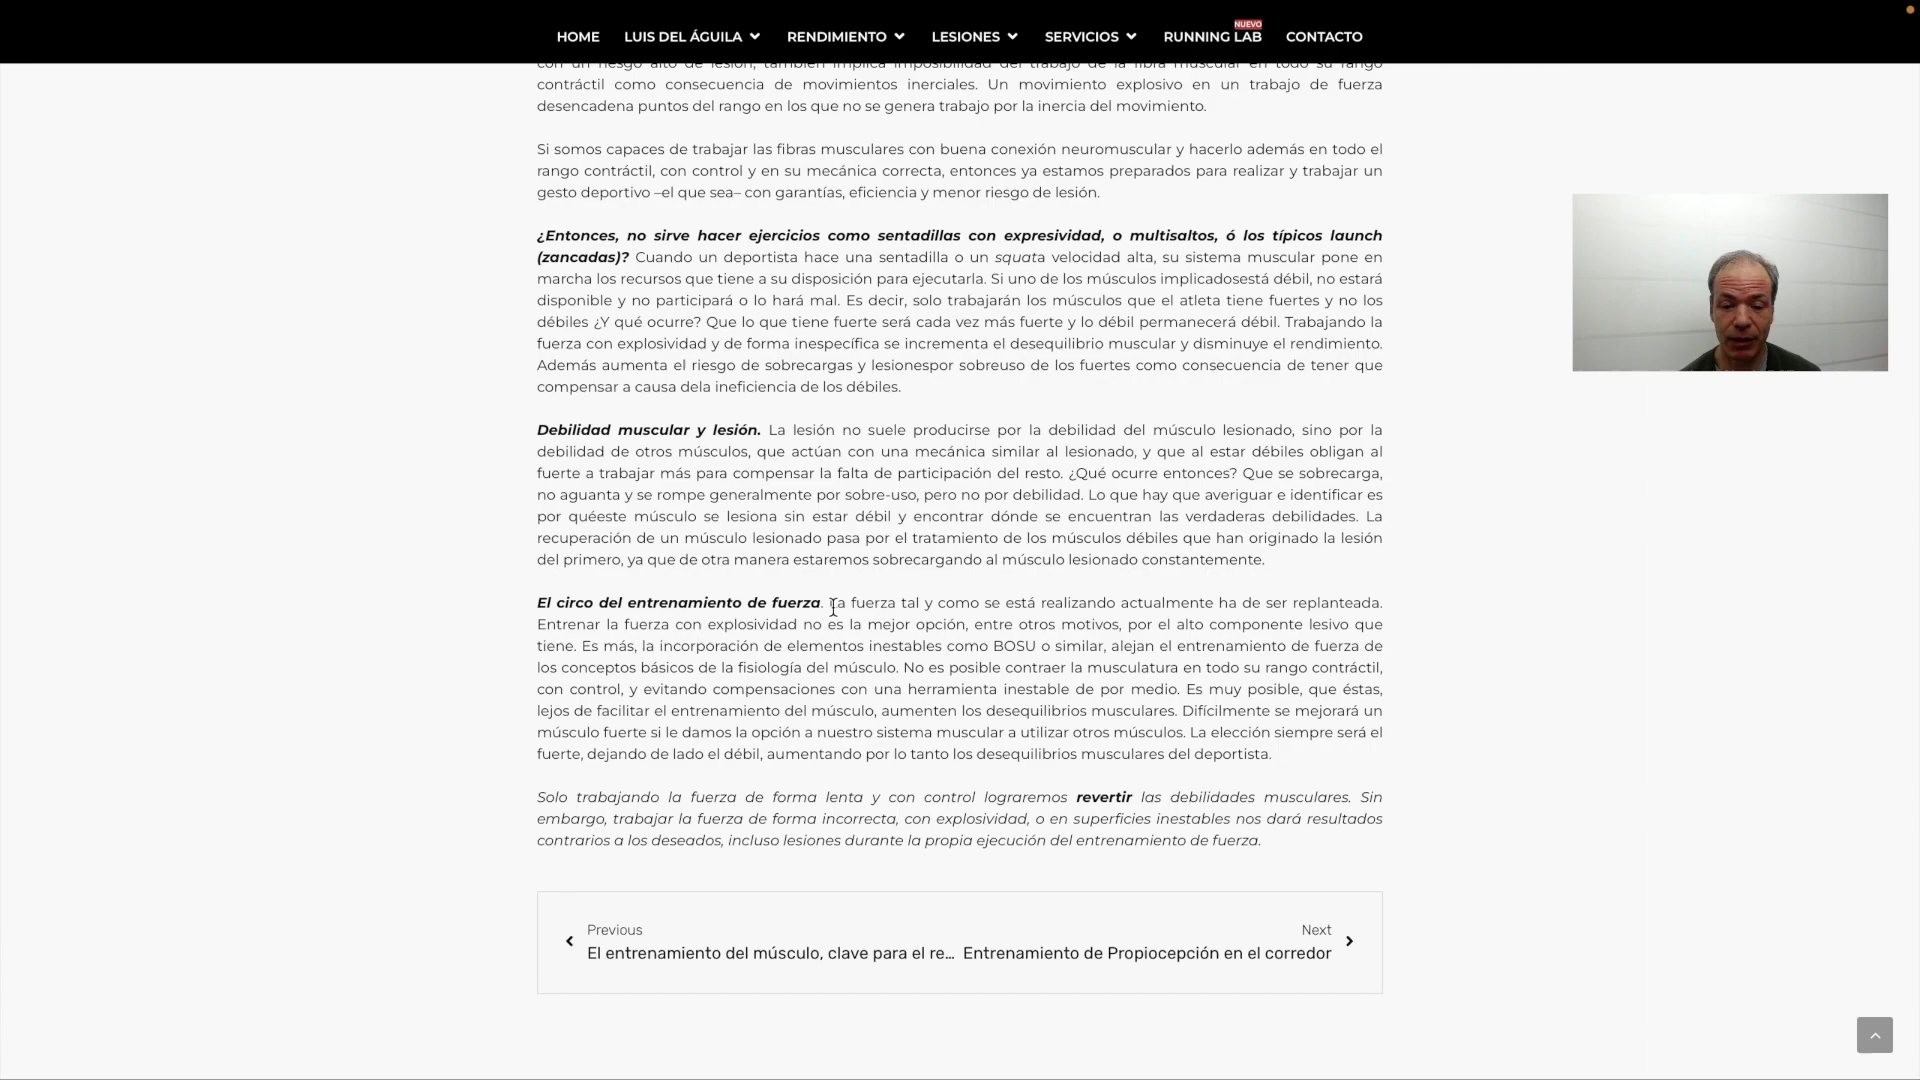 NUEVO
HOME LUIS DEL ÁGUILA RENDIMIENTO LESIONES SERVICIOS RUNNING LAB CONTACTO
con un riesgo alto de lesión, también implica imposibilidad del trabajo de la fibra muscular en todo su rango
contráctil como consecuencia de movimientos inerciales. Un movimiento explosivo en un trabajo de fuerza
desencadena puntos del rango en los que no se genera trabajo por la inercia del movimiento.
Si somos capaces de trabajar las fibras musculares con buena conexión neuromuscular y hacerlo además en todo el
rango contráctil, con control y en su mecánica correcta, entonces ya estamos preparados para realizar y trabajar un
gesto deportivo –el que sea– con garantías, eficiencia y menor riesgo de lesión.
¿Entonces, no sirve hacer ejercicios como sentadillas con expresividad, o multisaltos, ó los típicos launch
(zancadas)? Cuando un deportista hace una sentadilla o un squata velocidad alta, su sistema muscular pone en
marcha los recursos que tiene a su disposición para ejecutarla. Si uno de los músculos implicadosestá débil, no estará
disponible y no participará o lo hará mal. Es decir, solo trabajarán los músculos que el atleta tiene fuertes y no los
débiles ¿Y qué ocurre? Que lo que tiene fuerte será cada vez más fuerte y lo débil permanecerá débil. Trabajando la
fuerza con explosividad y de forma inespecífica se incrementa el desequilibrio muscular y disminuye el rendimiento.
Además aumenta el riesgo de sobrecargas y lesionespor sobreuso de los fuertes como consecuencia de tener que
compensar a causa dela ineficiencia de los débiles.
Debilidad muscular y lesión. La lesión no suele producirse por la debilidad del músculo lesionado, sino por la
debilidad de otros músculos, que actúan con una mecánica similar al lesionado, y que al estar débiles obligan al
fuerte a trabajar más para compensar la falta de participación del resto. ¿Qué ocurre entonces? Que se sobrecarga,
no aguanta y se rompe generalmente por sobre-uso, pero no por debilidad. Lo que hay que averiguar e identificar es
por quéeste músculo se lesiona sin estar débil y encontrar dónde se encuentran las verdaderas debilidades. La
recuperación de un músculo lesionado pasa por el tratamiento de los músculos débiles que han originado la lesión
del primero, ya que de otra manera estaremos sobrecargando al músculo lesionado constantemente.
El circo del entrenamiento de fuerza. La fuerza tal y como se está realizando actualmente ha de ser replanteada.
Entrenar la fuerza con explosividad no es la mejor opción, entre otros motivos, por el alto componente lesivo que
tiene. Es más, la incorporación de elementos inestables como BOSU o similar, alejan el entrenamiento de fuerza de
los conceptos básicos de la fisiología del músculo. No es posible contraer la musculatura en todo su rango contráctil,
con control, y evitando compensaciones con una herramienta inestable de por medio. Es muy posible, que éstas,
lejos de facilitar el entrenamiento del músculo, aumenten los desequilibrios musculares. Difícilmente se mejorará un
músculo fuerte si le damos la opción a nuestro sistema muscular a utilizar otros músculos. La elección siempre será el
fuerte, dejando de lado el débil, aumentando por lo tanto los desequilibrios musculares del deportista.
Solo trabajando la fuerza de forma lenta y con control lograremos revertir las debilidades musculares. Sin
embargo, trabajar la fuerza de forma incorrecta, con explosividad, o en superficies inestables nos dará resultados
contrarios a los deseados, incluso lesiones durante la propia ejecución del entrenamiento de fuerza.
Previous Next
El entrenamiento del músculo, clave para el re... Entrenamiento de Propiocepción en el corredor